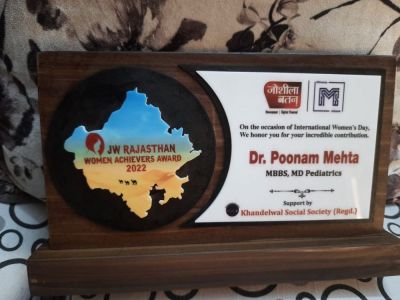 JW RAJASTHAN
WOMEN ACHIEVERS AWARD
2022
जोशीला
वतन
M
On the occasion of International Women's Day,
We honor you for your incredible contribution.
Dr. Poonam Mehta
MBBS, MD Pediatrics
Support by
Khandelwal Social Society (Regd.)